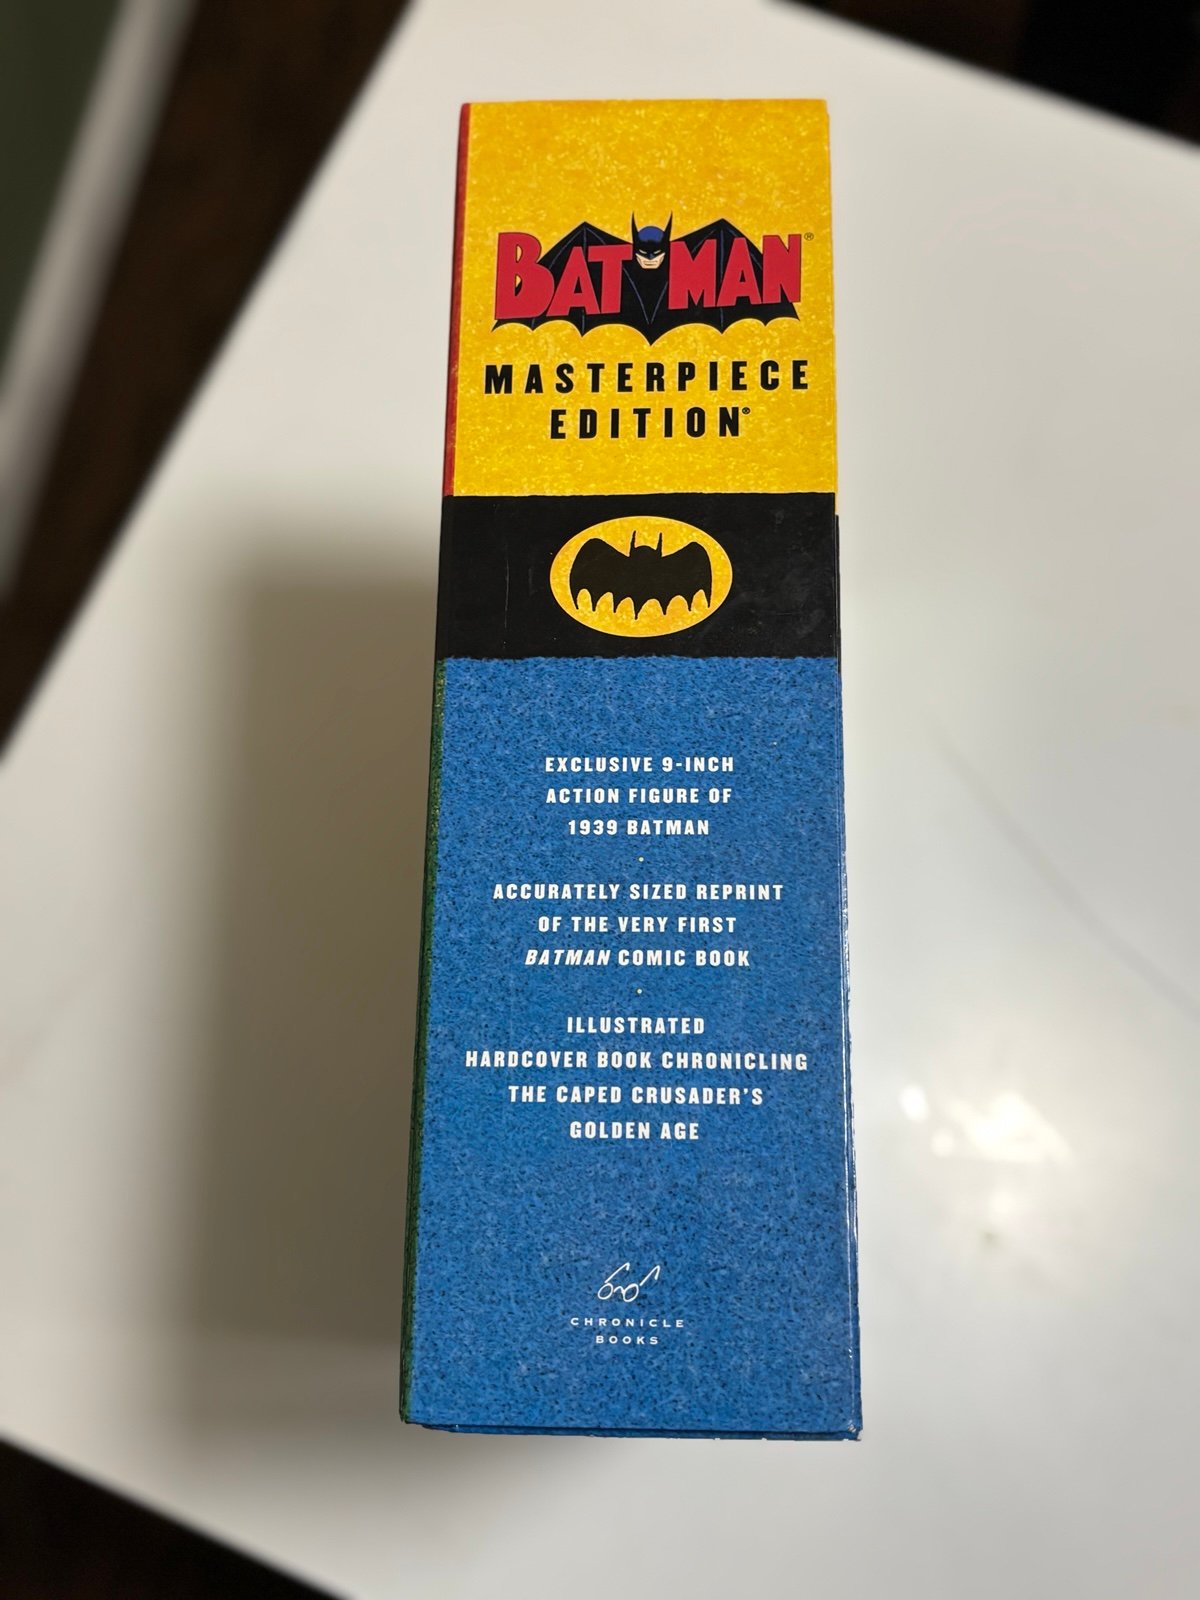 BATMAN®
MASTERPIECE
EDITION®
EXCLUSIVE 9-INCH
ACTION FIGURE OF
1939 BATMAN
•
ACCURATELY SIZED REPRINT
OF THE VERY FIRST
BATMAN COMIC BOOK
•
ILLUSTRATED
HARDCOVER BOOK CHRONICLING
THE CAPED CRUSADER'S
GOLDEN AGE
CHRONICLE
BOOKS